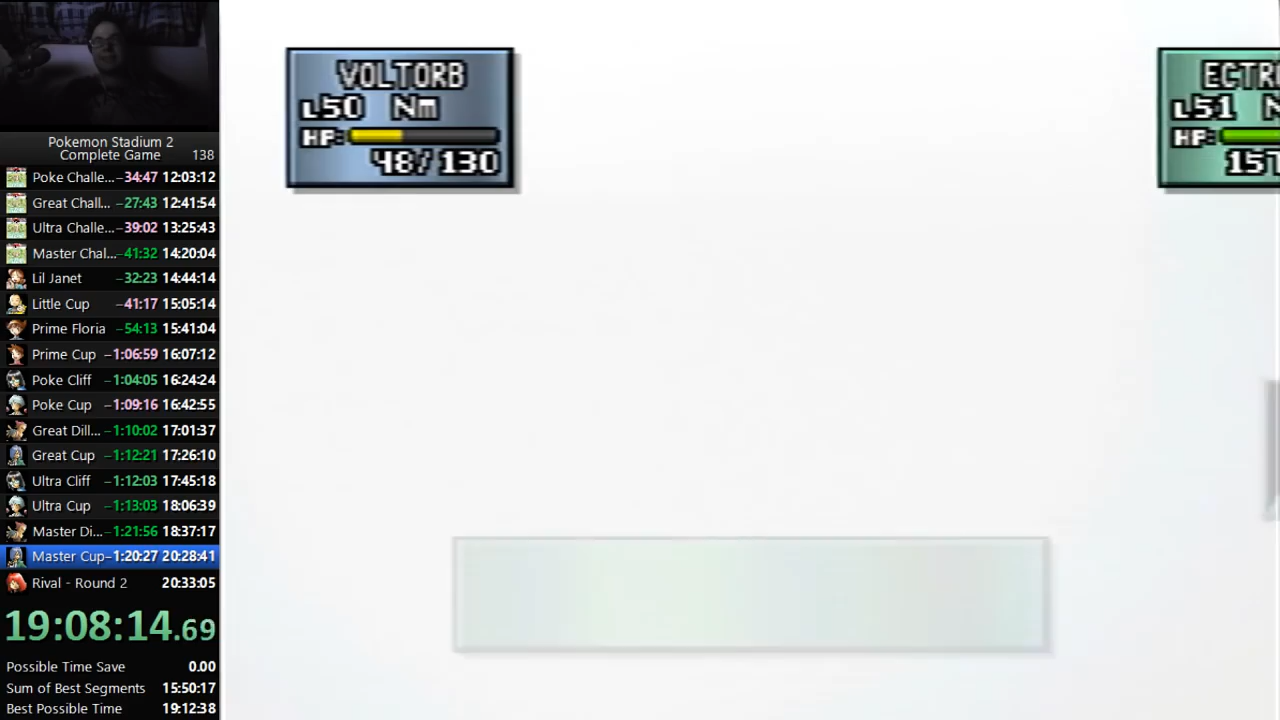 Pokemon Stadium 2
Complete Game 138
Poke Challe... -34:47 12:03:12
Great Chall... -27:43 12:41:54
Ultra Challe... -39:02 13:25:43
Master Chal... -41:32 14:20:04
Lil Janet -32:23 14:44:14
Little Cup -41:17 15:05:14
Prime Floria -54:13 15:41:04
Prime Cup -1:06:59 16:07:12
Poke Cliff -1:04:05 16:24:24
Poke Cup -1:09:16 16:42:55
Great Dill... -1:10:02 17:01:37
Great Cup -1:12:21 17:26:10
Ultra Cliff -1:12:03 17:45:18
Ultra Cup -1:13:03 18:06:39
Master Di... -1:21:56 18:37:17
Master Cup -1:20:27 20:28:41
Rival - Round 2 20:33:05
19:08:14.69
Possible Time Save 0.00
Sum of Best Segments 15:50:17
Best Possible Time 19:12:38
VOLTORB
L50 Nm
HP:
48/130
ECTR
L51
HP:
157